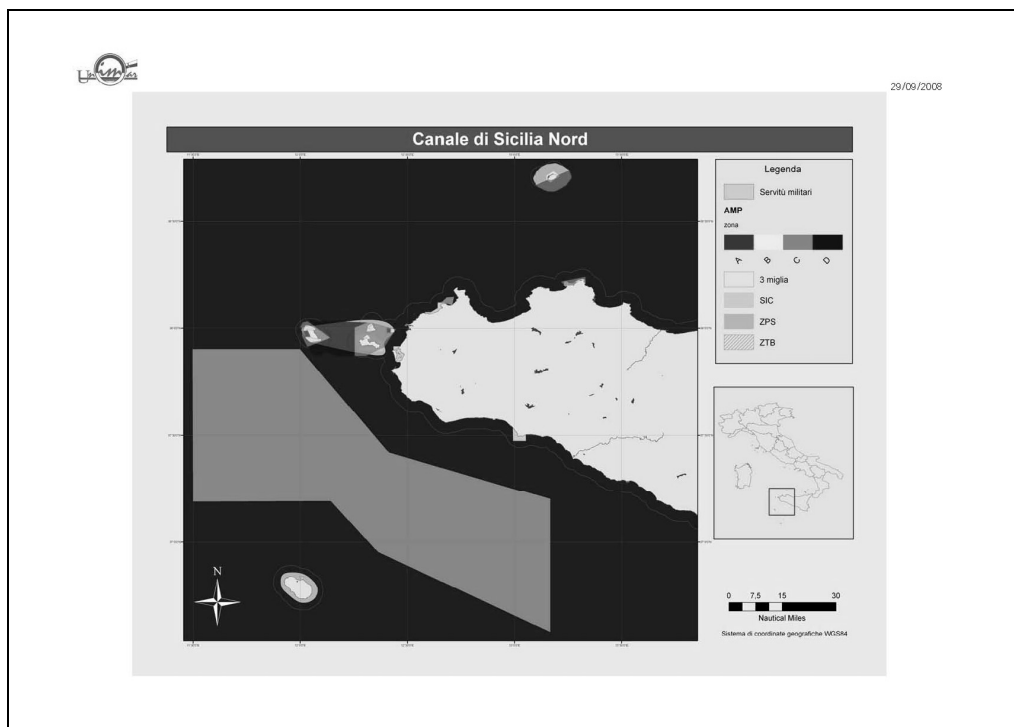 Unimar
29/09/2008
Canale di Sicilia Nord
Legenda
Servitù militari
AMP
zona
A B C D
3 miglia
SIC
ZPS
ZTB
N
0 7,5 15 30
Nautical Miles
Sistema di coordinate geografiche WGS84